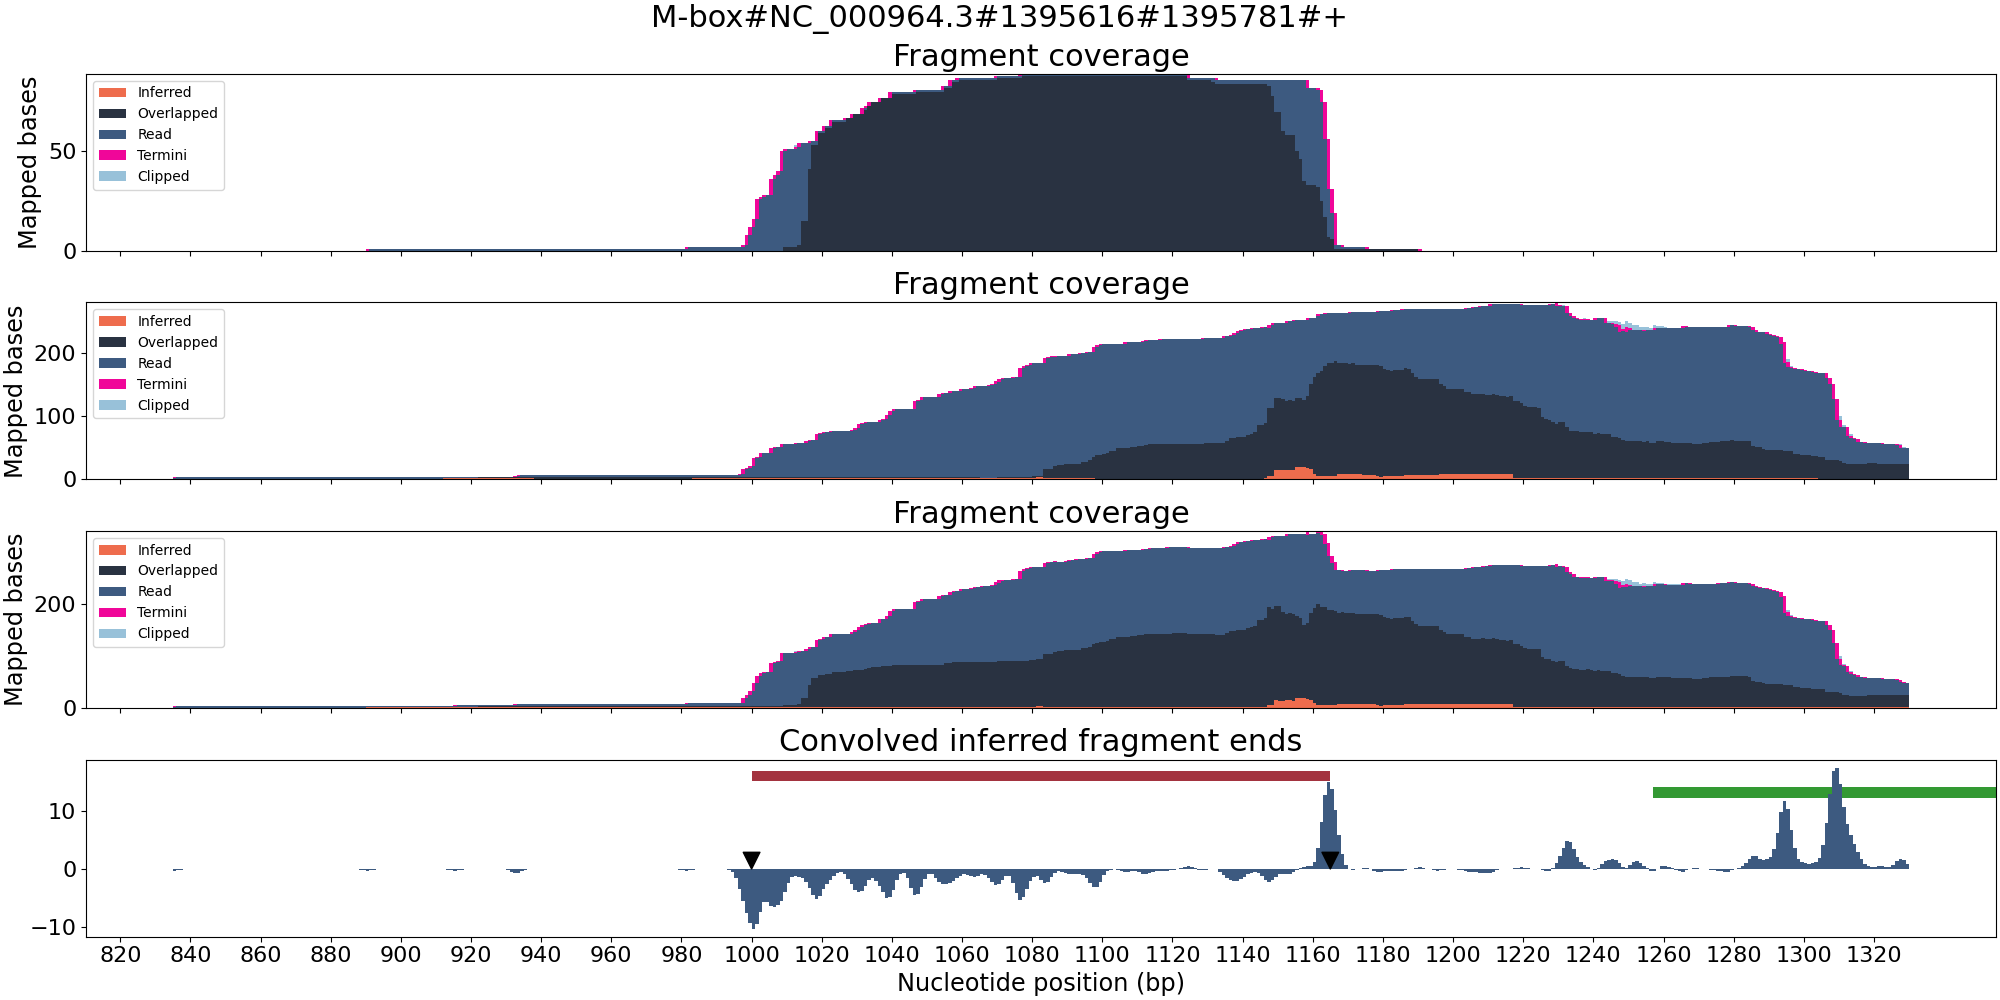 M-box#NC_000964.3#1395616#1395781#+
Fragment coverage
Mapped bases
50
0
Inferred
Overlapped
Read
Termini
Clipped
Fragment coverage
Mapped bases
200
100
0
Inferred
Overlapped
Read
Termini
Clipped
Fragment coverage
Mapped bases
200
0
Inferred
Overlapped
Read
Termini
Clipped
Convolved inferred fragment ends
10
0
−10
820 840 860 880 900 920 940 960 980 1000 1020 1040 1060 1080 1100 1120 1140 1160 1180 1200 1220 1240 1260 1280 1300 1320
Nucleotide position (bp)